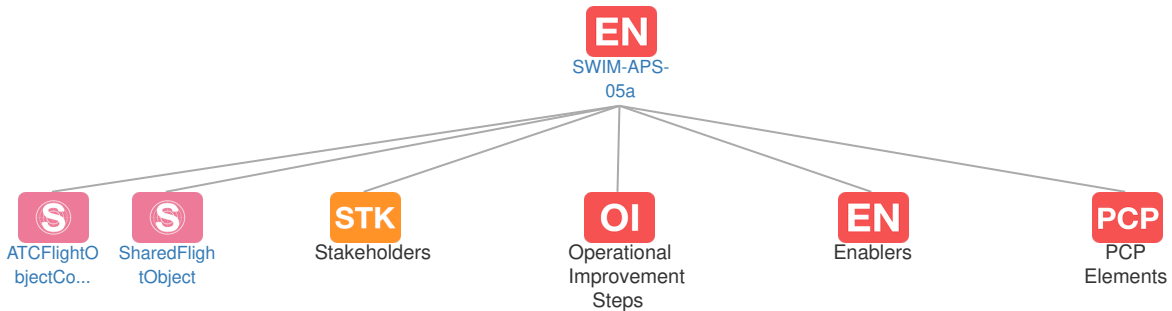 EN
SWIM-APS-
05a
S
ATCFlightO
bjectCo...
S
SharedFligh
tObject
STK
Stakeholders
OI
Operational
Improvement
Steps
EN
Enablers
PCP
PCP
Elements